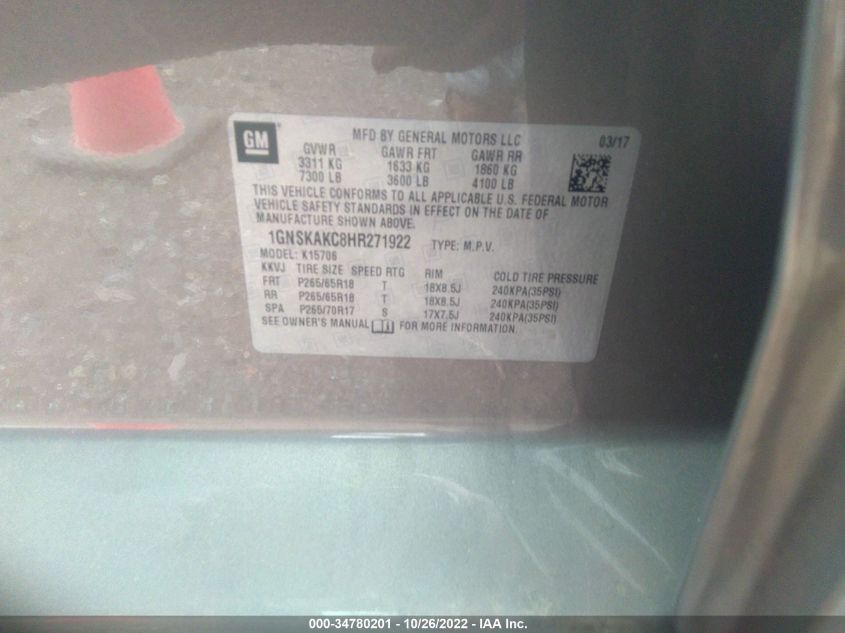 GM
MFD BY GENERAL MOTORS LLC
03/17
GVWR GAWR FRT GAWR RR
3311 KG 1633 KG 1860 KG
7300 LB 3600 LB 4100 LB
THIS VEHICLE CONFORMS TO ALL APPLICABLE U.S. FEDERAL MOTOR
VEHICLE SAFETY STANDARDS IN EFFECT ON THE DATE OF
MANUFACTURE SHOWN ABOVE.
1GNSKAKC8HR271922 TYPE: M.P.V.
MODEL: K15706
KKVJ TIRE SIZE SPEED RTG RIM COLD TIRE PRESSURE
FRT P265/65R18 T 18X8.5J 240KPA(35PSI)
RR P265/65R18 T 18X8.5J 240KPA(35PSI)
SPA P265/70R17 S 17X7.5J 240KPA(35PSI)
SEE OWNER'S MANUAL FOR MORE INFORMATION.
000-34780201 - 10/26/2022 - IAA Inc.